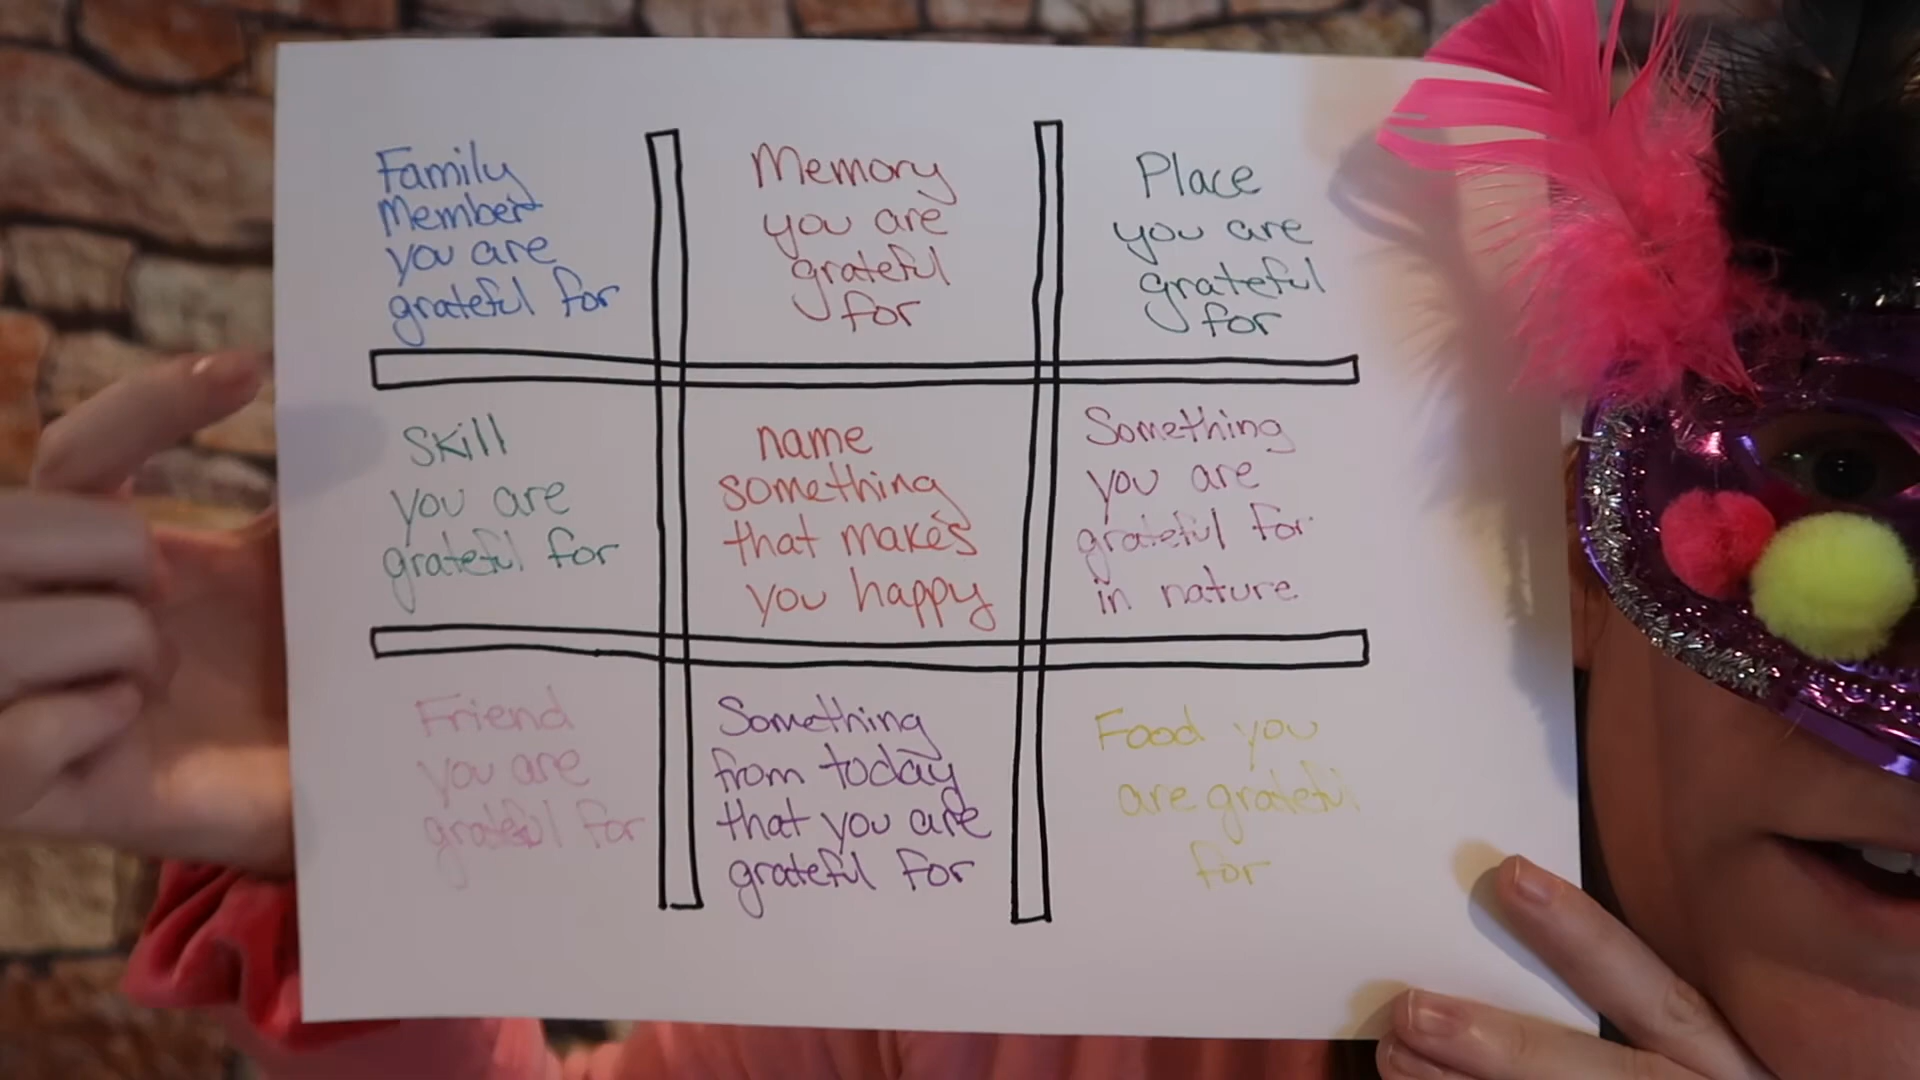 Family
Member
you are
grateful for
Memory
you are
grateful
for
Place
you are
grateful
for
Skill
you are
grateful for
name
something
that makes
you happy
Something
you are
grateful for
in nature
Friend
you are
grateful for
Something
from today
that you are
grateful for
Food you
are grateful
for